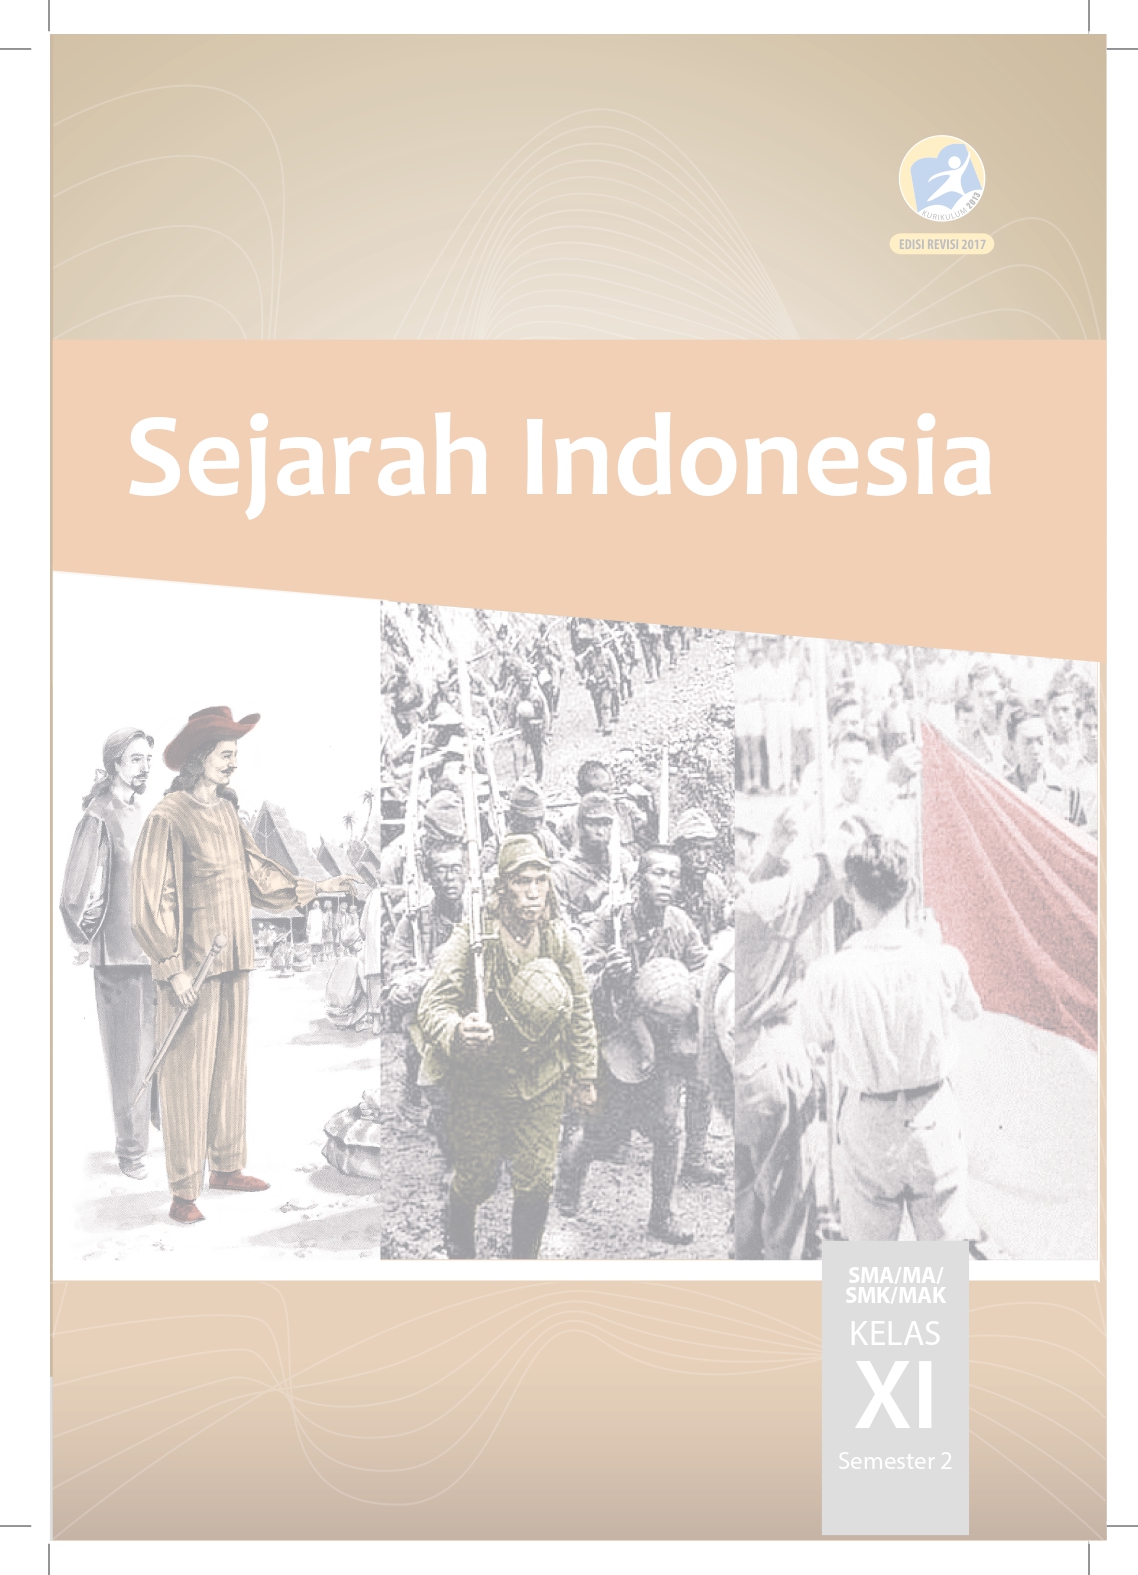 KURIKULUM 2013
EDISI REVISI 2017
Sejarah Indonesia
SMA/MA/
SMK/MAK
KELAS
XI
Semester 2